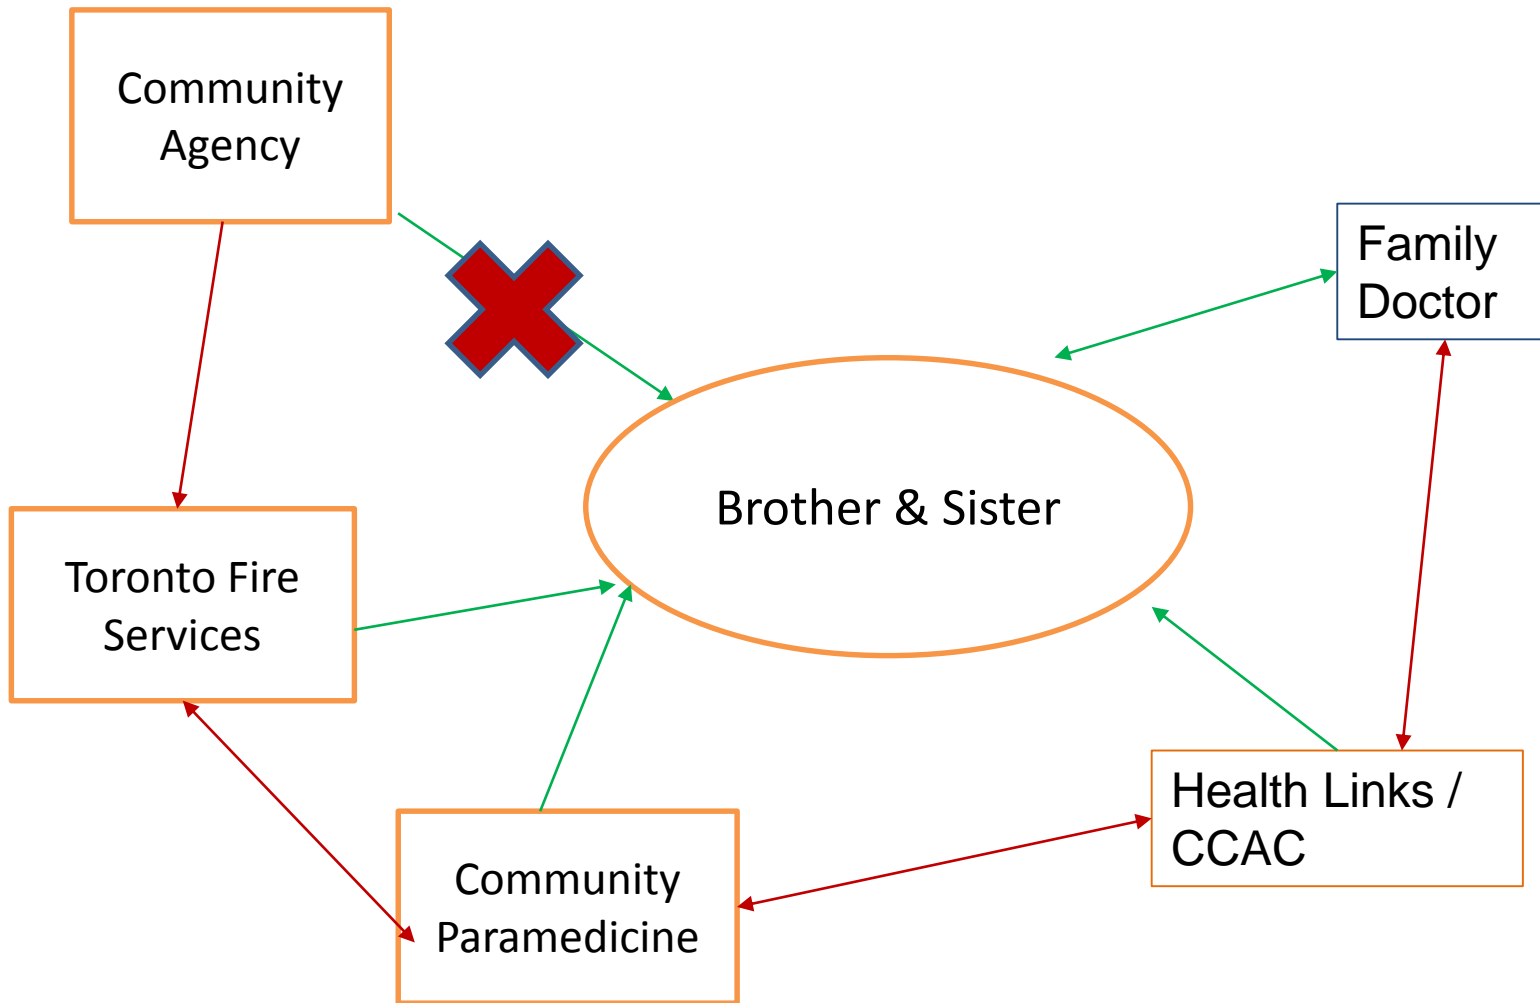 Community
Agency
Family
Doctor
Brother & Sister
Toronto Fire
Services
Health Links /
CCAC
Community
Paramedicine